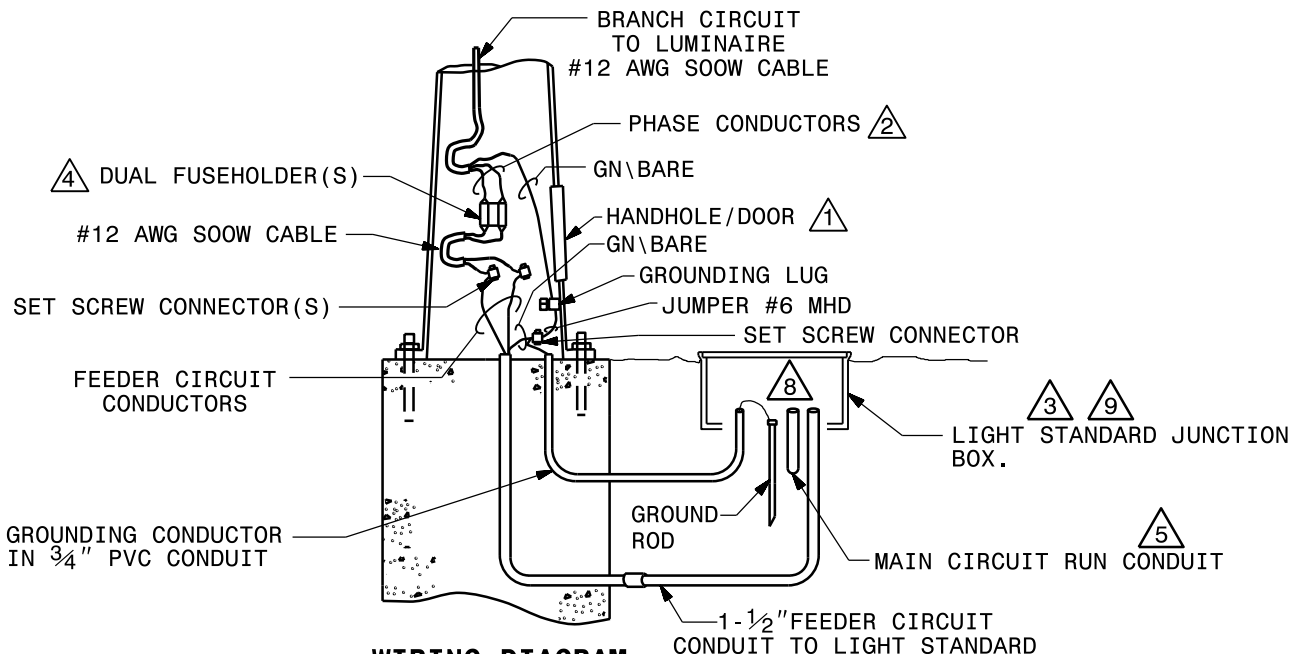 BRANCH CIRCUIT
TO LUMINAIRE
#12 AWG SOOW CABLE
PHASE CONDUCTORS 2
4 DUAL FUSEHOLDER(S)
GN\BARE
#12 AWG SOOW CABLE
HANDHOLE/DOOR 1
GN\BARE
GROUNDING LUG
SET SCREW CONNECTOR(S)
JUMPER #6 MHD
SET SCREW CONNECTOR
FEEDER CIRCUIT
CONDUCTORS
8
3 9
LIGHT STANDARD JUNCTION
BOX.
GROUNDING CONDUCTOR
IN 3/4" PVC CONDUIT
GROUND
ROD
5
MAIN CIRCUIT RUN CONDUIT
1-1/2" FEEDER CIRCUIT
CONDUIT TO LIGHT STANDARD
WIRING DIAGRAM